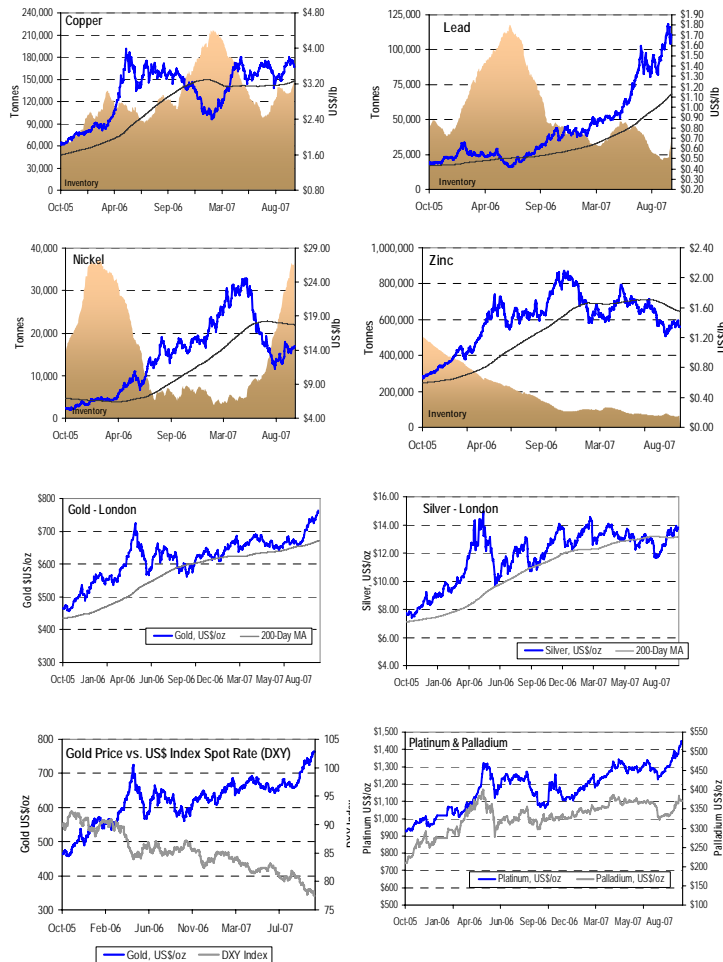 Copper
240,000
220,000
200,000
180,000
150,000
120,000
90,000
60,000
30,000
0
Tonnes
$4.80
$4.00
$3.20
$2.40
$1.60
$0.80
US$/lb
Inventory
Oct-05
Apr-06
Aug-06
Mar-07
Aug-07
Lead
125,000
100,000
75,000
50,000
25,000
0
Tonnes
$1.90
$1.80
$1.70
$1.60
$1.50
$1.40
$1.30
$1.20
$1.10
$1.00
$0.90
$0.80
$0.70
$0.60
$0.50
$0.40
$0.30
$0.20
US$/lb
Inventory
Oct-05
Apr-06
Sep-06
Mar-07
Aug-07
Nickel
40,000
30,000
20,000
10,000
0
Tonnes
$29.00
$24.00
$19.00
$14.00
$9.00
$4.00
US$/lb
Inventory
Oct-05
Apr-06
Aug-06
Mar-07
Aug-07
Zinc
1,000,000
800,000
600,000
400,000
200,000
0
Tonnes
$2.40
$2.00
$1.60
$1.20
$0.80
$0.40
$0.00
US$/lb
Inventory
Oct-05
Apr-06
Sep-06
Mar-07
Aug-07
Gold - London
$800
$700
$600
$500
$400
$300
Gold $US/oz
Gold, US$/oz 200-Day MA
Oct-05
Jan-06
Apr-06
Jun-06
Sep-06
Dec-06
Mar-07
Jun-07
Aug-07
Silver - London
$16.00
$14.00
$12.00
$10.00
$8.00
$6.00
$4.00
Silver, US$/oz
Silver, US$/oz 200-Day MA
Oct-05
Jan-06
Apr-06
Jun-06
Sep-06
Dec-06
Mar-07
May-07
Aug-07
Gold Price vs. US$ Index Spot Rate (DXY)
800
700
600
500
400
300
Gold US$/oz
105
100
95
90
85
80
75
DXY Index
Oct-05
Feb-06
Jun-06
Nov-06
Mar-07
Jul-07
Gold, US$/oz DXY Index
Platinum & Palladium
$1,500
$1,400
$1,300
$1,200
$1,100
$1,000
$900
$800
$700
$600
$500
Platinum US$/oz
$550
$500
$450
$400
$350
$300
$250
$200
$150
$100
Palladium US$/oz
Platinum, US$/oz Palladium, US$/oz
Oct-05
Jan-06
Apr-06
Jun-06
Sep-06
Dec-06
Mar-07
May-07
Aug-07